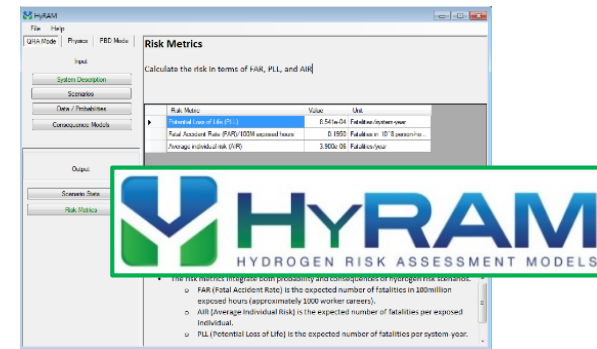 HyRAM
File Help
QRA Mode Physics PBD Mode
Input
System Description
Scenarios
Data / Probabilities
Consequence Models
Output
Scenario Stats
Risk Metrics
Risk Metrics
Calculate the risk in terms of FAR, PLL, and AIR
Risk Metric Value Unit
Potential Loss of Life (PLL) 8.541e-04 Fatalities/system-year
Fatal Accident Rate (FAR)/100M exposed hours 0.1950 Fatalities in 10^8 person-ho...
Average individual risk (AIR) 3.900e-06 Fatalities/year
HyRAM
HYDROGEN RISK ASSESSMENT MODELS
• The risk metrics integrate both probability and consequences of hydrogen risk scenarios.
o FAR (Fatal Accident Rate) is the expected number of fatalities in 100million
exposed hours (approximately 1000 worker careers).
o AIR (Average Individual Risk) is the expected number of fatalities per exposed
individual.
o PLL (Potential Loss of Life) is the expected number of fatalities per system-year.